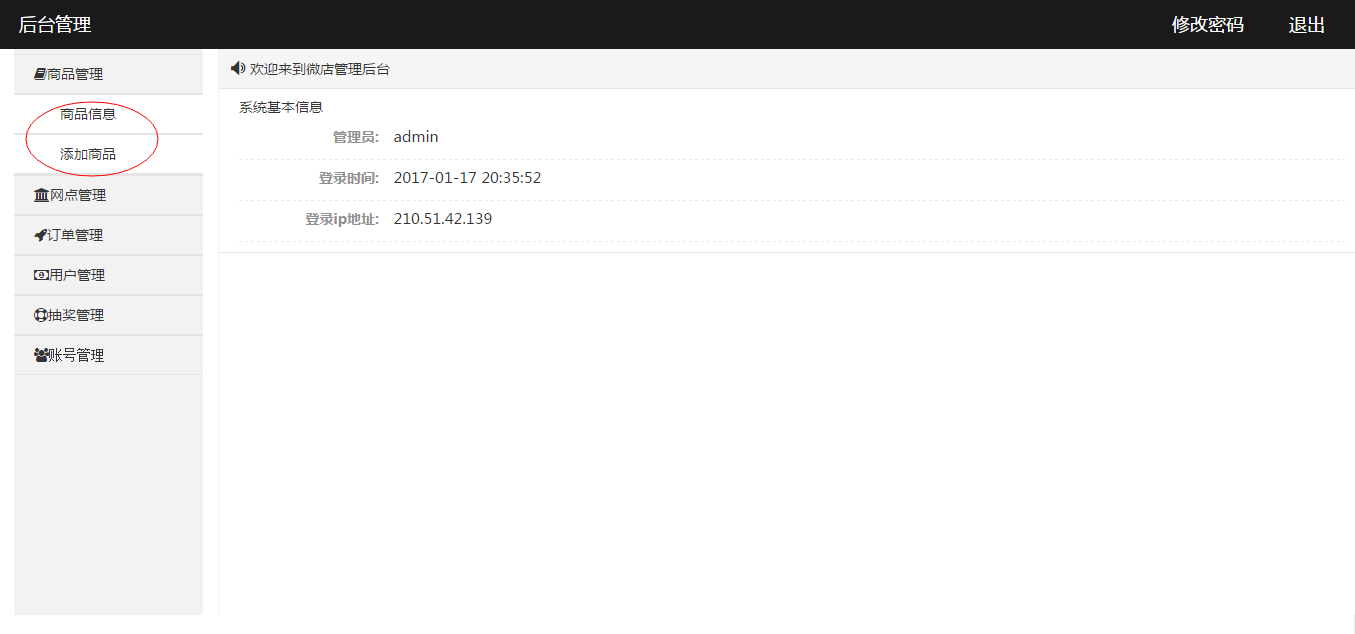 后台管理
修改密码
退出
商品管理
商品信息
添加商品
网点管理
订单管理
用户管理
抽奖管理
账号管理
欢迎来到微店管理后台
系统基本信息
管理员: admin
登录时间: 2017-01-17 20:35:52
登录ip地址: 210.51.42.139